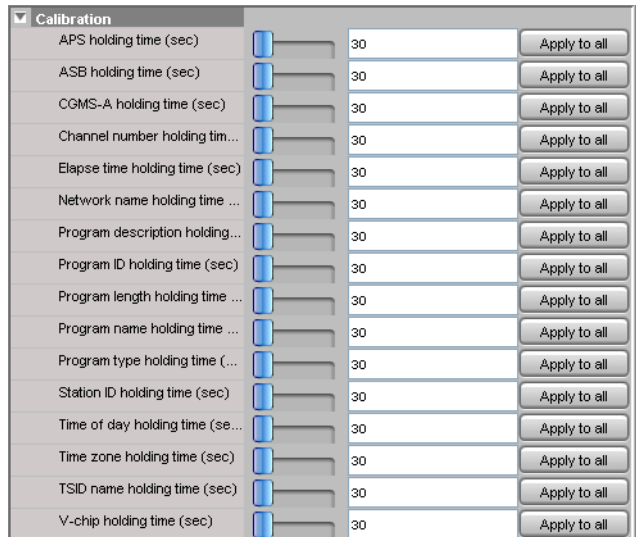 Calibration
APS holding time (sec) 30 Apply to all
ASB holding time (sec) 30 Apply to all
CGMS-A holding time (sec) 30 Apply to all
Channel number holding tim... 30 Apply to all
Elapse time holding time (sec) 30 Apply to all
Network name holding time ... 30 Apply to all
Program description holding... 30 Apply to all
Program ID holding time (sec) 30 Apply to all
Program length holding time ... 30 Apply to all
Program name holding time ... 30 Apply to all
Program type holding time (... 30 Apply to all
Station ID holding time (sec) 30 Apply to all
Time of day holding time (se... 30 Apply to all
Time zone holding time (sec) 30 Apply to all
TSID name holding time (sec) 30 Apply to all
V-chip holding time (sec) 30 Apply to all